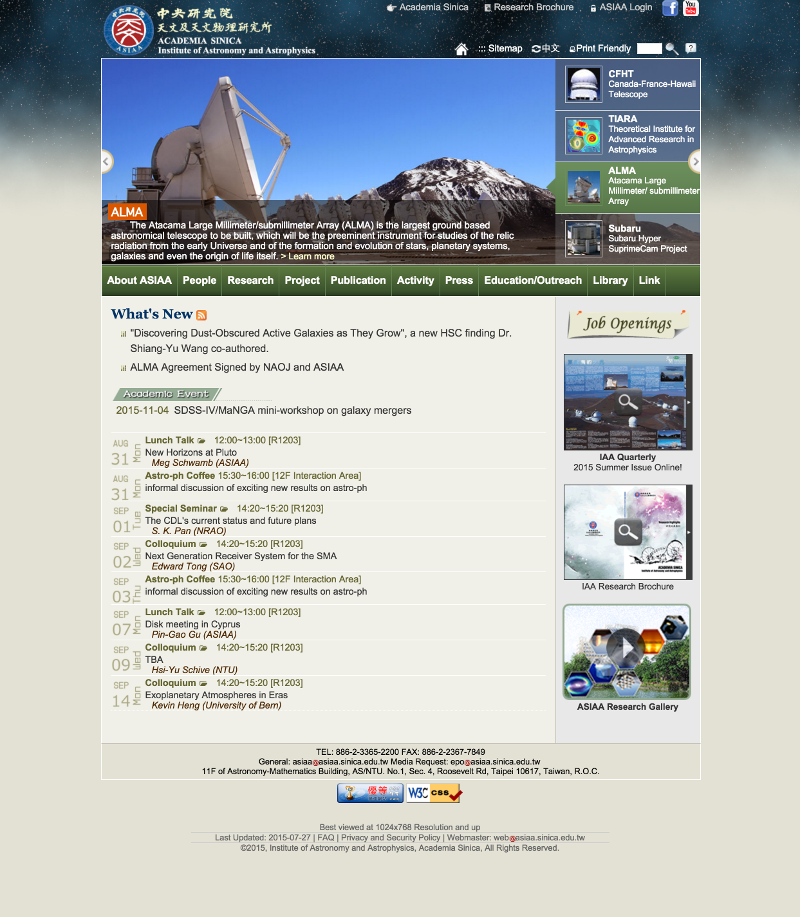 Academia Sinica
Research Brochure
ASIAA Login
中央研究院
天文及天文物理研究所
ACADEMIA SINICA
Institute of Astronomy and Astrophysics
ASIAA
You
Tube
::: Sitemap
中文
Print Friendly
CFHT
Canada-France-Hawaii
Telescope
TIARA
Theoretical Institute for
Advanced Research in
Astrophysics
ALMA
Atacama Large
Millimeter/ submillimeter
Array
Subaru
Subaru Hyper
SuprimeCam Project
ALMA
The Atacama Large Millimeter/submillimeter Array (ALMA) is the largest ground based
astronomical telescope to be built, which will be the preeminent instrument for studies of the relic
radiation from the early Universe and of the formation and evolution of stars, planetary systems,
galaxies and even the origin of life itself. > Learn more
About ASIAA People Research Project Publication Activity Press Education/Outreach Library Link
What's New
"Discovering Dust-Obscured Active Galaxies as They Grow", a new HSC finding Dr.
Shiang-Yu Wang co-authored.
ALMA Agreement Signed by NAOJ and ASIAA
Academic Event
2015-11-04 SDSS-IV/MaNGA mini-workshop on galaxy mergers
AUG 31 Mon
Lunch Talk 12:00~13:00 [R1203]
New Horizons at Pluto
Meg Schwamb (ASIAA)
AUG 31 Mon
Astro-ph Coffee 15:30~16:00 [12F Interaction Area]
informal discussion of exciting new results on astro-ph
SEP 01 Tue
Special Seminar 14:20~15:20 [R1203]
The CDL's current status and future plans
S. K. Pan (NRAO)
SEP 02 Wed
Colloquium 14:20~15:20 [R1203]
Next Generation Receiver System for the SMA
Edward Tong (SAO)
SEP 03 Thu
Astro-ph Coffee 15:30~16:00 [12F Interaction Area]
informal discussion of exciting new results on astro-ph
SEP 07 Mon
Lunch Talk 12:00~13:00 [R1203]
Disk meeting in Cyprus
Pin-Gao Gu (ASIAA)
SEP 09 Wed
Colloquium 14:20~15:20 [R1203]
TBA
Hsi-Yu Schive (NTU)
SEP 14 Mon
Colloquium 14:20~15:20 [R1203]
Exoplanetary Atmospheres in Eras
Kevin Heng (University of Bern)
Job Openings
IAA Quarterly
2015 Summer Issue Online!
IAA Research Brochure
ASIAA Research Gallery
TEL: 886-2-3365-2200 FAX: 886-2-2367-7849
General: asiaa@asiaa.sinica.edu.tw Media Request: epo@asiaa.sinica.edu.tw
11F of Astronomy-Mathematics Building, AS/NTU. No.1, Sec. 4, Roosevelt Rd, Taipei 10617, Taiwan, R.O.C.
優等
W3C CSS
Best viewed at 1024x768 Resolution and up
Last Updated: 2015-07-27 | FAQ | Privacy and Security Policy | Webmaster: web@asiaa.sinica.edu.tw
©2015, Institute of Astronomy and Astrophysics, Academia Sinica, All Rights Reserved.